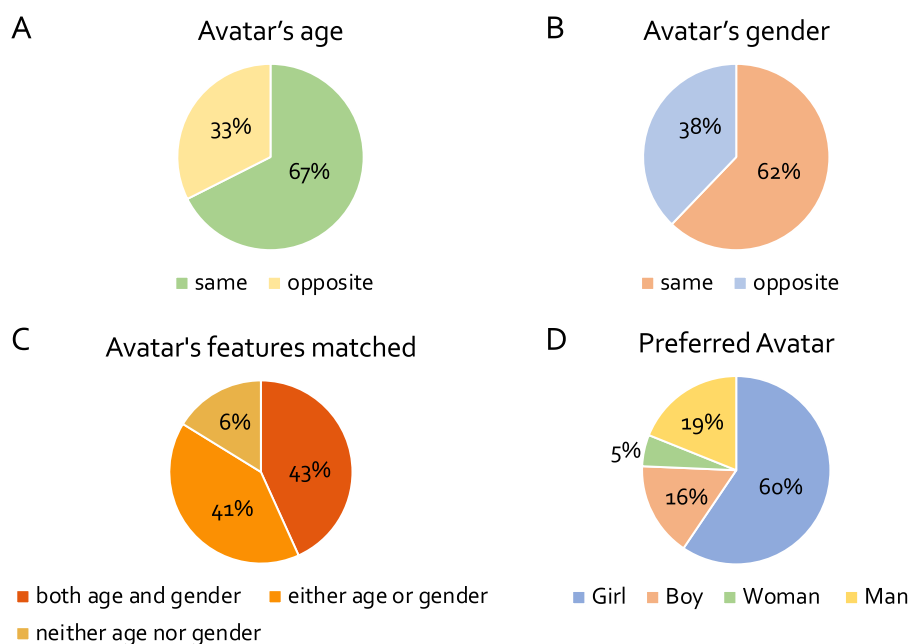 A
Avatar’s age
33%
67%
same opposite
B
Avatar’s gender
38%
62%
same opposite
C
Avatar's features matched
6%
43%
41%
both age and gender either age or gender
neither age nor gender
D
Preferred Avatar
19%
5%
16%
60%
Girl Boy Woman Man